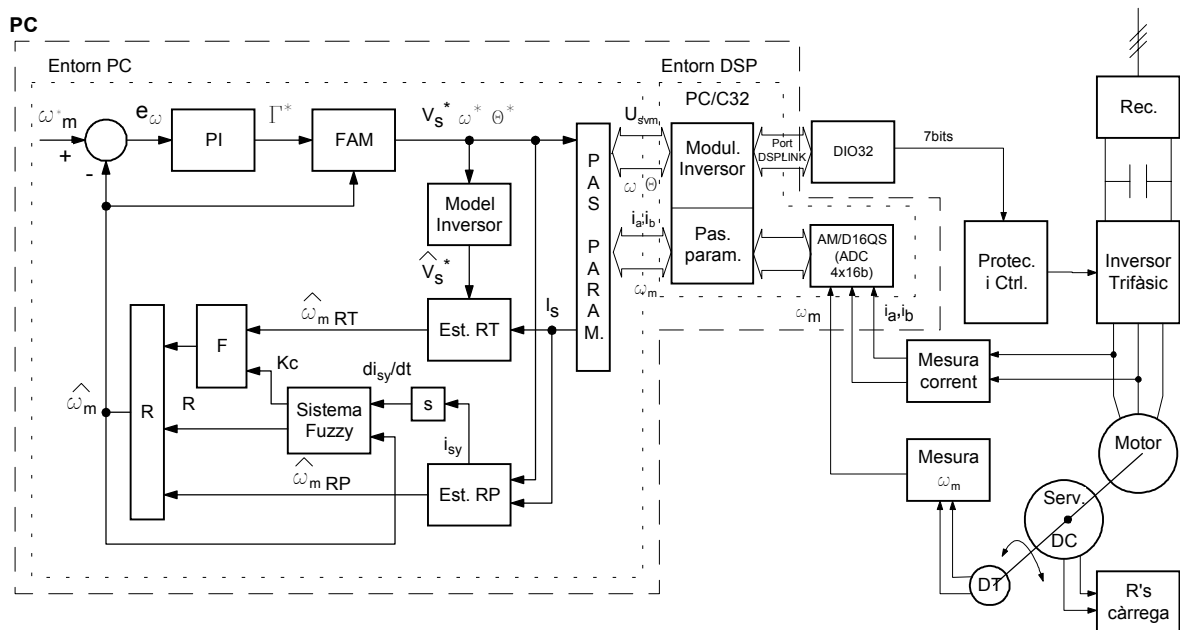 PC
Entorn PC
Entorn DSP
PC/C32
ω*m
+
-
eω
PI
Γ*
FAM
Vs* ω* Θ*
Model
Inversor
V̂s*
PAS PARAM.
Usvm
ω Θ
ia,ib
ωm
Modul.
Inversor
Pas.
param.
Port
DSPLINK
DIO32
7bits
AM/D16QS
(ADC
4x16b)
Rec.
Protec.
i Ctrl.
Inversor
Trifàsic
ωm
ia,ib
Mesura
corrent
Is
Est. RT
ω̂m RT
F
Kc
disy/dt
s
isy
Sistema
Fuzzy
R
R
ω̂m
ω̂m RP
Est. RP
Mesura
ωm
Motor
Serv.
DC
DT
R's
càrrega